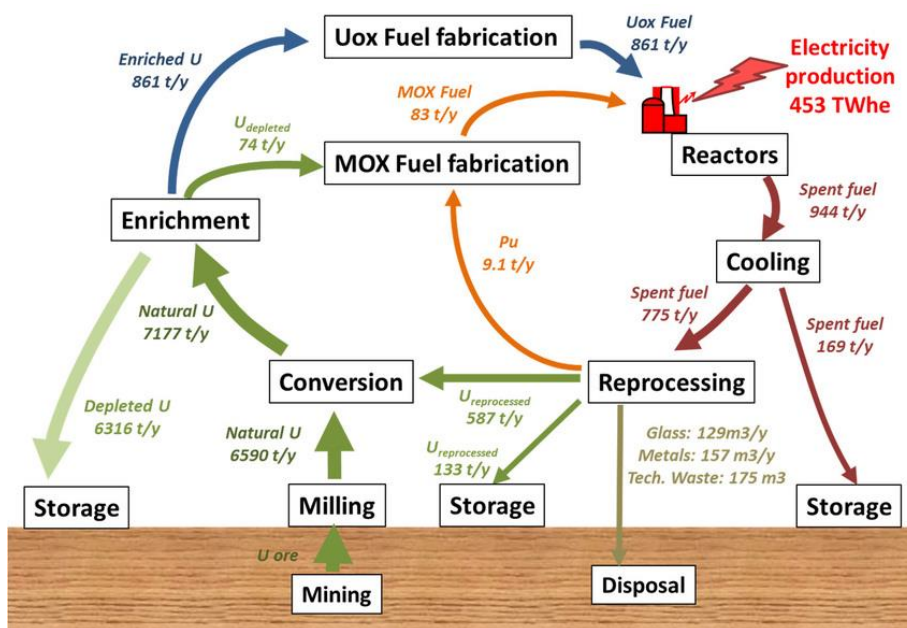 Uox Fuel fabrication
Enriched U
861 t/y
Uox Fuel
861 t/y
Electricity
production
453 TWhe
MOX Fuel
83 t/y
Udepleted
74 t/y
MOX Fuel fabrication
Reactors
Spent fuel
944 t/y
Enrichment
Pu
9.1 t/y
Cooling
Natural U
7177 t/y
Spent fuel
775 t/y
Spent fuel
169 t/y
Conversion
Reprocessing
Depleted U
6316 t/y
Natural U
6590 t/y
Ureprocessed
587 t/y
Ureprocessed
133 t/y
Glass: 129m3/y
Metals: 157 m3/y
Tech. Waste: 175 m3
Storage
Milling
Storage
Storage
U ore
Mining
Disposal